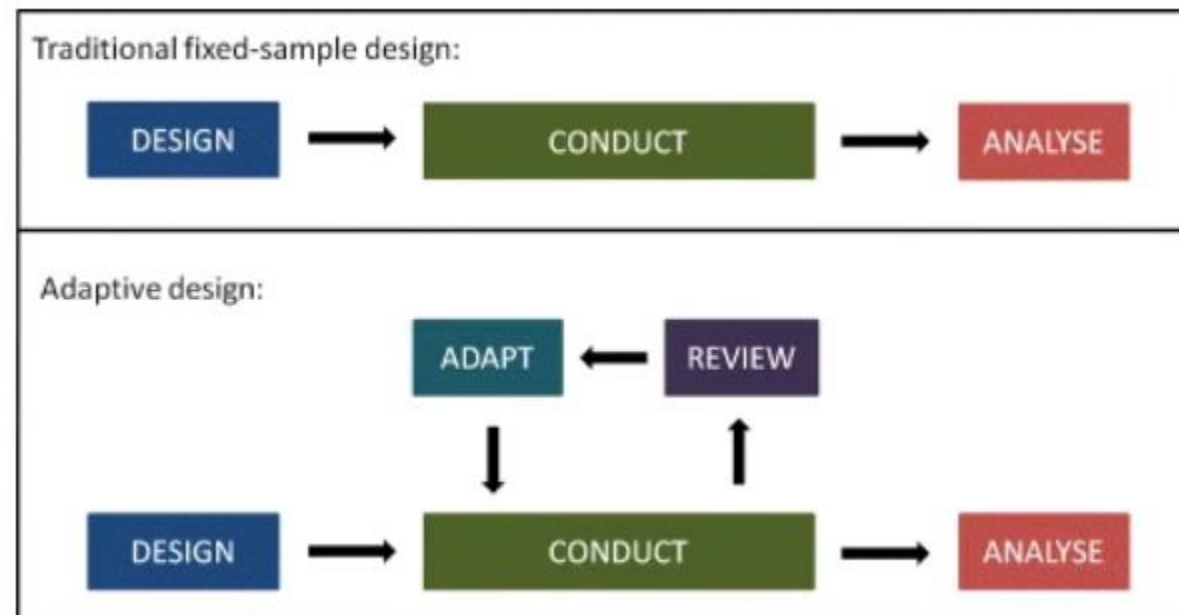 Traditional fixed-sample design:
DESIGN
CONDUCT
ANALYSE
Adaptive design:
ADAPT
REVIEW
DESIGN
CONDUCT
ANALYSE